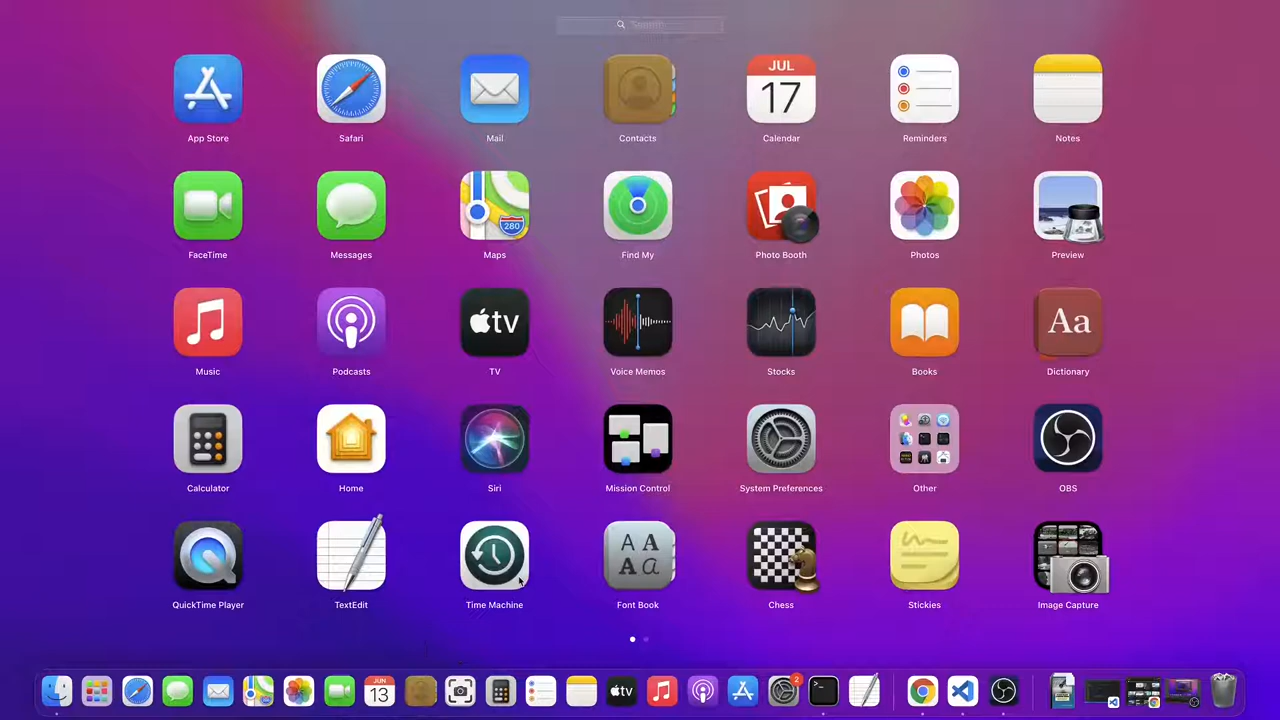 Search
App Store
Safari
Mail
Contacts
JUL
17
Calendar
Reminders
Notes
FaceTime
Messages
280
Maps
Find My
Photo Booth
Photos
Preview
Music
Podcasts
tv
TV
Voice Memos
Stocks
Books
Aa
Dictionary
Calculator
Home
Siri
Mission Control
System Preferences
Other
OBS
QuickTime Player
TextEdit
Time Machine
A A
A a
Font Book
Chess
Stickies
Image Capture
JUN
13
tv
2